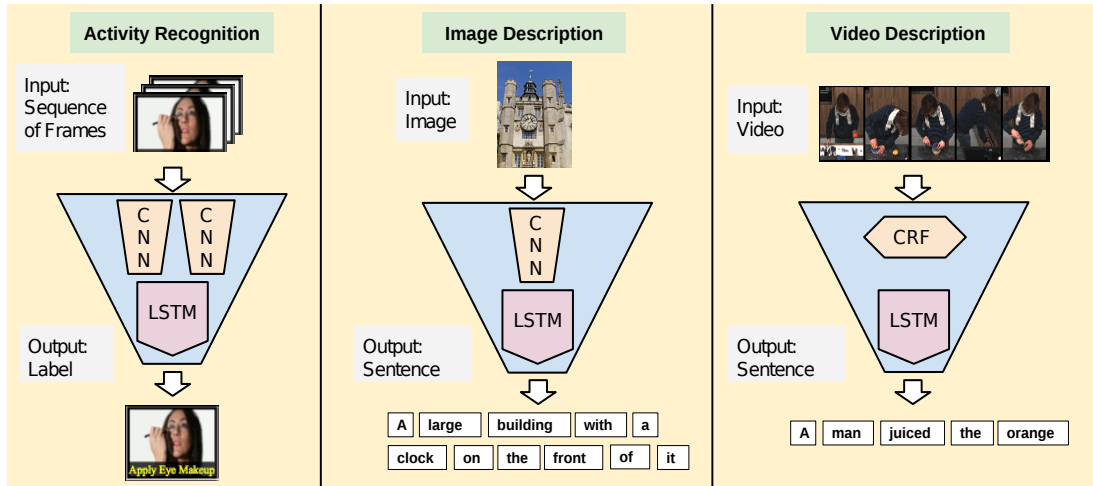 Activity Recognition
Input:
Sequence
of Frames
C C
N N
N N
LSTM
Output:
Label
Apply Eye Makeup
Image Description
Input:
Image
C
N
N
LSTM
Output:
Sentence
A large building with a
clock on the front of it
Video Description
Input:
Video
CRF
LSTM
Output:
Sentence
A man juiced the orange